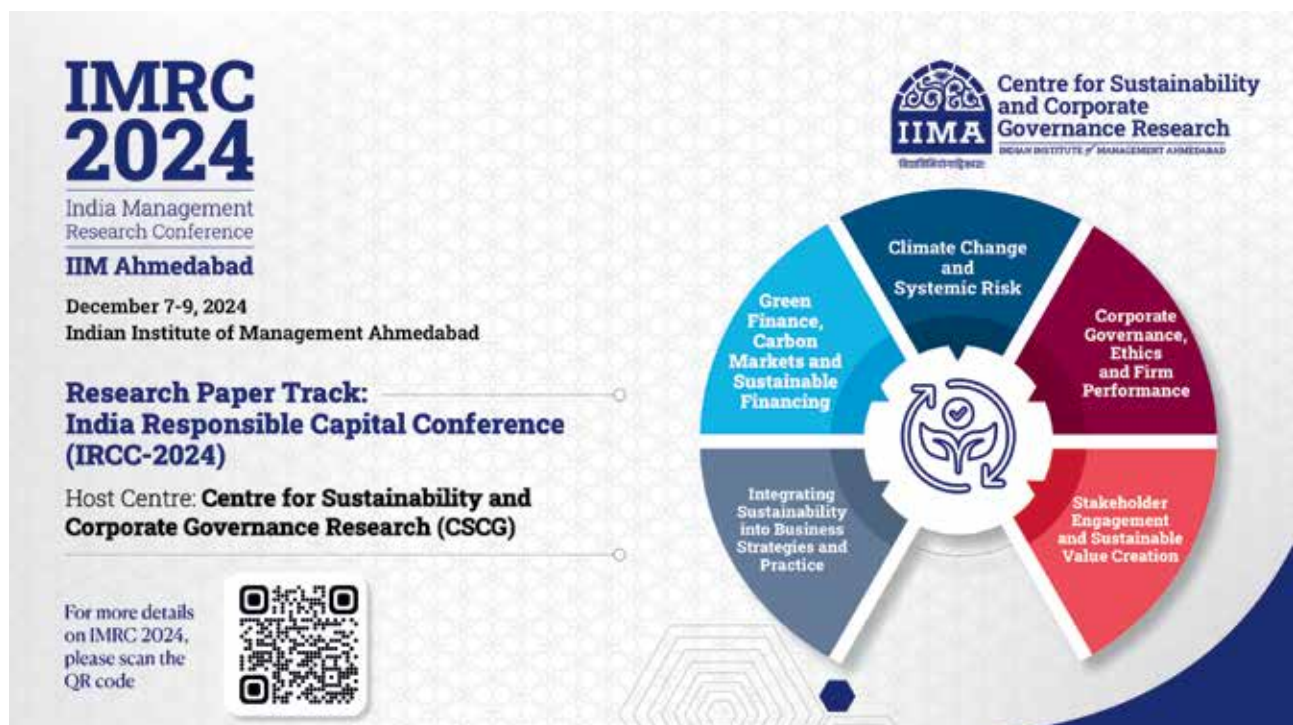 IMRC
2024
India Management
Research Conference
IIM Ahmedabad
December 7-9, 2024
Indian Institute of Management Ahmedabad
Research Paper Track:
India Responsible Capital Conference
(IRCC-2024)
Host Centre: Centre for Sustainability and
Corporate Governance Research (CSCG)
For more details
on IMRC 2024,
please scan the
QR code
IIMA
Centre for Sustainability
and Corporate
Governance Research
INDIAN INSTITUTE of MANAGEMENT AHMEDABAD
Climate Change
and
Systemic Risk
Green
Finance,
Carbon
Markets and
Sustainable
Financing
Corporate
Governance,
Ethics
and Firm
Performance
Integrating
Sustainability
into Business
Strategies and
Practice
Stakeholder
Engagement
and Sustainable
Value Creation